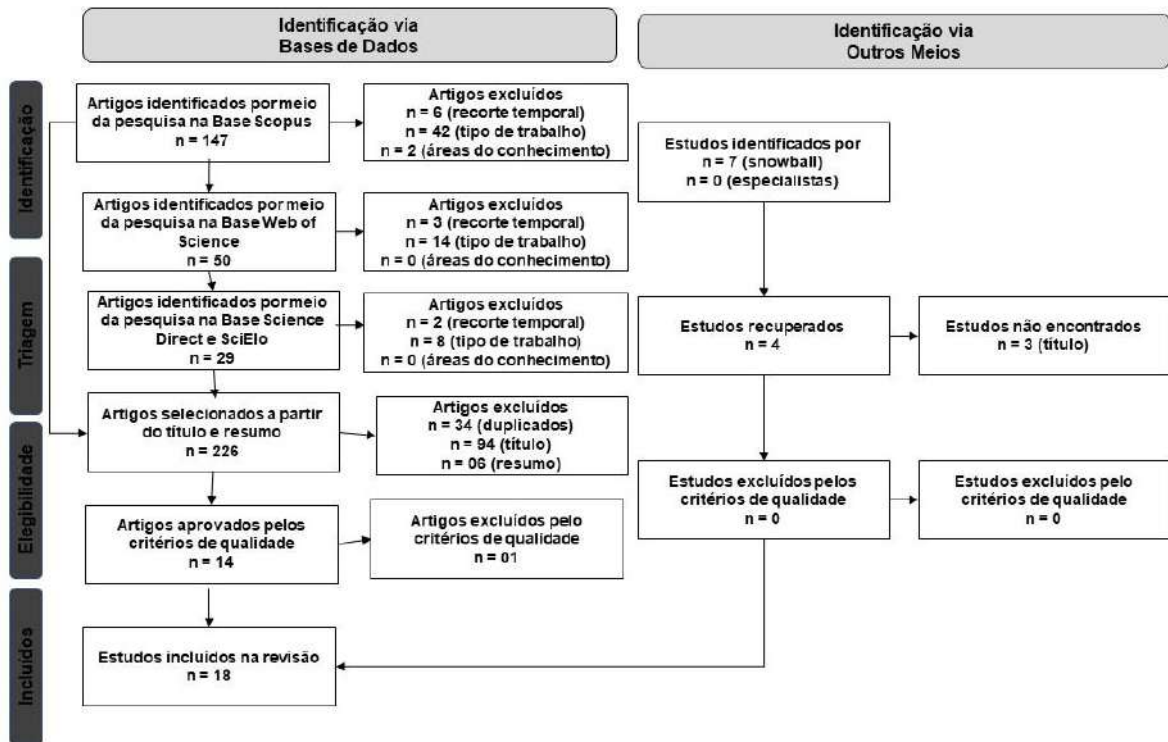 Identificação via
Bases de Dados
Identificação via
Outros Meios
Identificação
Artigos identificados por meio
da pesquisa na Base Scopus
n = 147
Artigos excluídos
n = 6 (recorte temporal)
n = 42 (tipo de trabalho)
n = 2 (áreas do conhecimento)
Estudos identificados por
n = 7 (snowball)
n = 0 (especialistas)
Artigos identificados por meio
da pesquisa na Base Web of
Science
n = 50
Artigos excluídos
n = 3 (recorte temporal)
n = 14 (tipo de trabalho)
n = 0 (áreas do conhecimento)
Triagem
Artigos identificados por meio
da pesquisa na Base Science
Direct e SciElo
n = 29
Artigos excluídos
n = 2 (recorte temporal)
n = 8 (tipo de trabalho)
n = 0 (áreas do conhecimento)
Estudos recuperados
n = 4
Estudos não encontrados
n = 3 (título)
Elegibilidade
Artigos selecionados a partir
do título e resumo
n = 226
Artigos excluídos
n = 34 (duplicados)
n = 94 (título)
n = 06 (resumo)
Estudos excluídos pelos
critérios de qualidade
n = 0
Estudos excluídos pelo
critérios de qualidade
n = 0
Artigos aprovados pelos
critérios de qualidade
n = 14
Artigos excluídos pelo
critérios de qualidade
n = 01
Incluídos
Estudos incluidos na revisão
n = 18